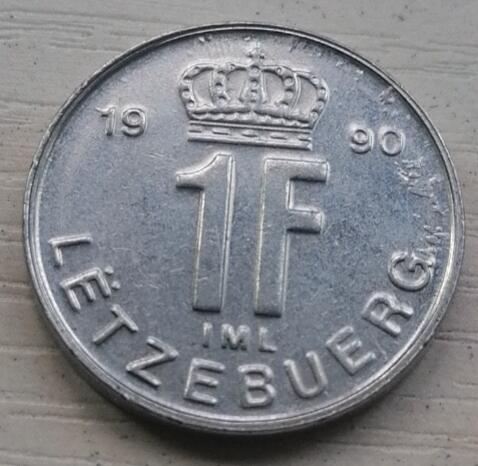 19 90
1F
IML
LËTZEBUERG